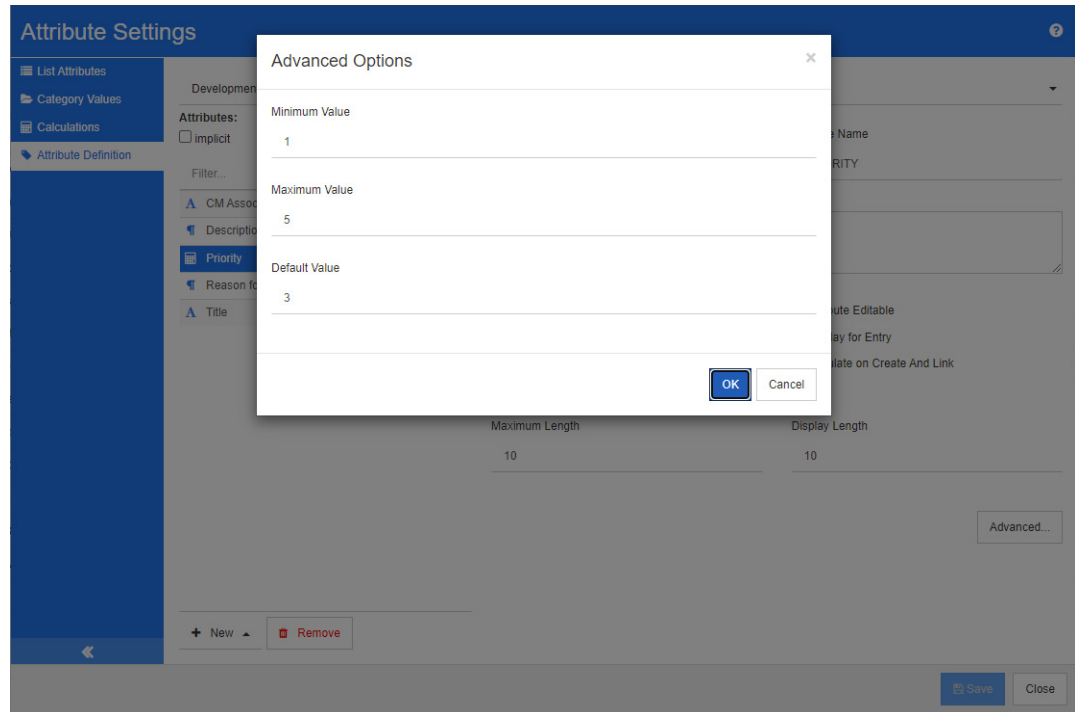 Attribute Settings
List Attributes
Category Values
Calculations
Attribute Definition
Developmen
Attributes:
implicit
Filter...
CM Assoc
Descriptio
Priority
Reason fo
Title
Advanced Options
Minimum Value
1
Maximum Value
5
Default Value
3
OK Cancel
Name
RITY
ute Editable
lay for Entry
late on Create And Link
Maximum Length
10
Display Length
10
Advanced...
New
Remove
Save
Close